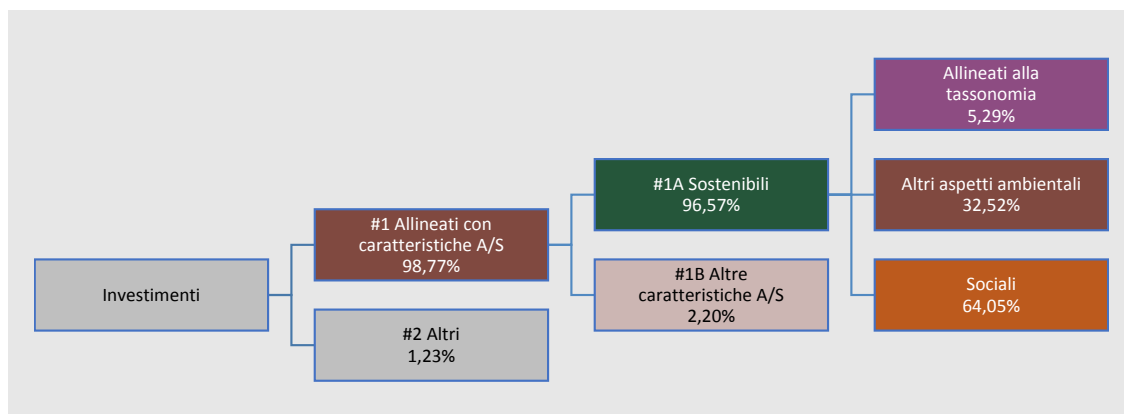 Investimenti
#1 Allineati con
caratteristiche A/S
98,77%
#2 Altri
1,23%
#1A Sostenibili
96,57%
#1B Altre
caratteristiche A/S
2,20%
Allineati alla
tassonomia
5,29%
Altri aspetti ambientali
32,52%
Sociali
64,05%